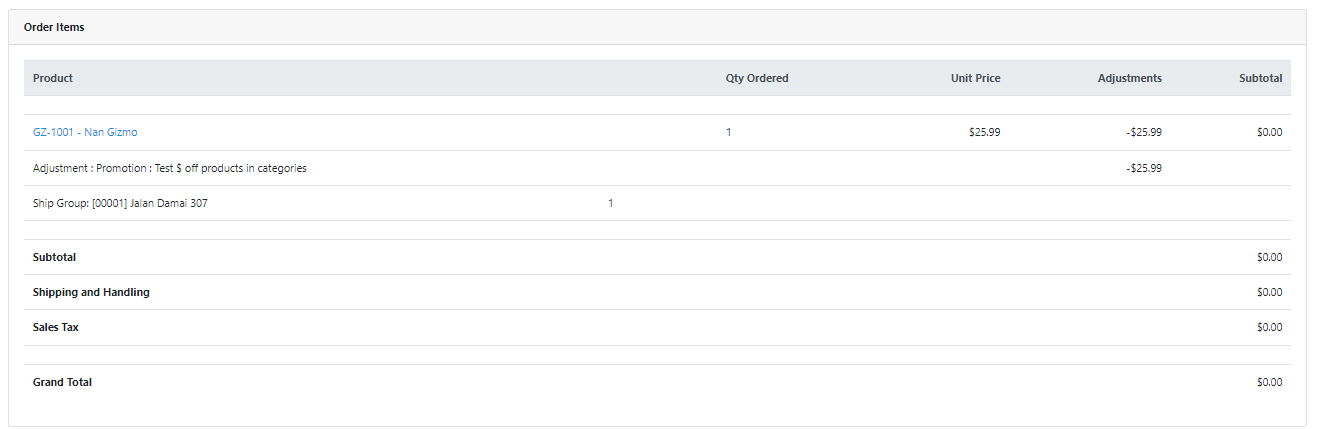 Order Items
Product Qty Ordered Unit Price Adjustments Subtotal
GZ-1001 - Nan Gizmo 1 $25.99 -$25.99 $0.00
Adjustment : Promotion : Test $ off products in categories -$25.99
Ship Group: [00001] Jalan Damai 307 1
Subtotal $0.00
Shipping and Handling $0.00
Sales Tax $0.00
Grand Total $0.00